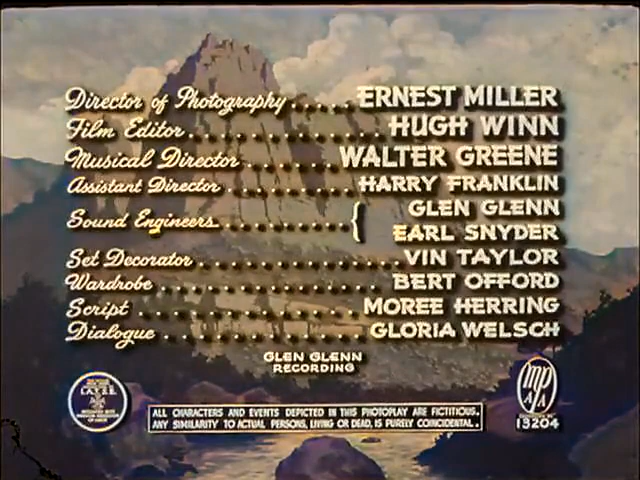 Director of Photography..... ERNEST MILLER
Film Editor.................. HUGH WINN
Musical Director........ WALTER GREENE
Assistant Director.......... HARRY FRANKLIN
Sound Engineers.......... { GLEN GLENN
EARL SNYDER
Set Decorator................. VIN TAYLOR
Wardrobe................... BERT OFFORD
Script................. MOREE HERRING
Dialogue............... GLORIA WELSCH
GLEN GLENN
RECORDING
I.A.T.S.E.
MPAA
13204
ALL CHARACTERS AND EVENTS DEPICTED IN THIS PHOTOPLAY ARE FICTITIOUS.
ANY SIMILARITY TO ACTUAL PERSONS, LIVING OR DEAD, IS PURELY COINCIDENTAL.